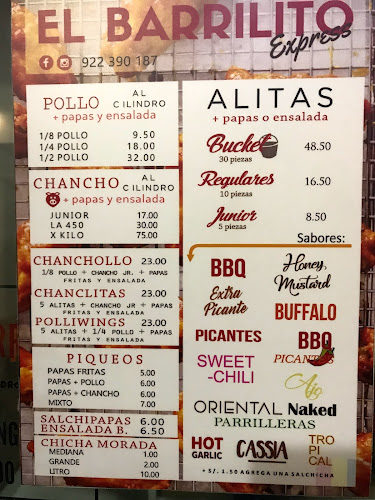 EL BARRILITO
Express
922 390 187
POLLO AL CILINDRO
+ papas y ensalada
1/8 POLLO 9.50
1/4 POLLO 18.00
1/2 POLLO 32.00
CHANCHO AL CILINDRO
+ papas y ensalada
JUNIOR 17.00
LA 450 30.00
X KILO 75.00
CHANCHOLLO 23.00
1/8 POLLO + CHANCHO JR. + PAPAS
FRITAS Y ENSALADA
CHANCLITAS 23.00
5 ALITAS + CHANCHO JR + PAPAS
FRITAS Y ENSALADA
POLLIWINGS 23.00
5 ALITAS + 1/4 POLLO + PAPAS
FRITAS Y ENSALADA
PIQUEOS
PAPAS FRITAS 5.00
PAPAS + POLLO 6.00
PAPAS + CHANCHO 6.00
MIXTO 7.00
SALCHIPAPAS 6.00
ENSALADA B. 6.50
CHICHA MORADA
MEDIANA 1.00
GRANDE 2.00
LITRO 10.00
ALITAS
+ papas o ensalada
Bucket 48.50
30 piezas
Regulares 16.50
10 piezas
Junior 8.50
5 piezas
Sabores:
BBQ
Honey Mustard
Extra Picante
BUFFALO
PICANTES
BBQ PICANTES
SWEET-CHILI
Ajo
ORIENTAL Naked
PARRILLERAS
HOT GARLIC
CASSIA
TROPICAL
+ S/. 1.50 AGREGA UNA SALCHICHA